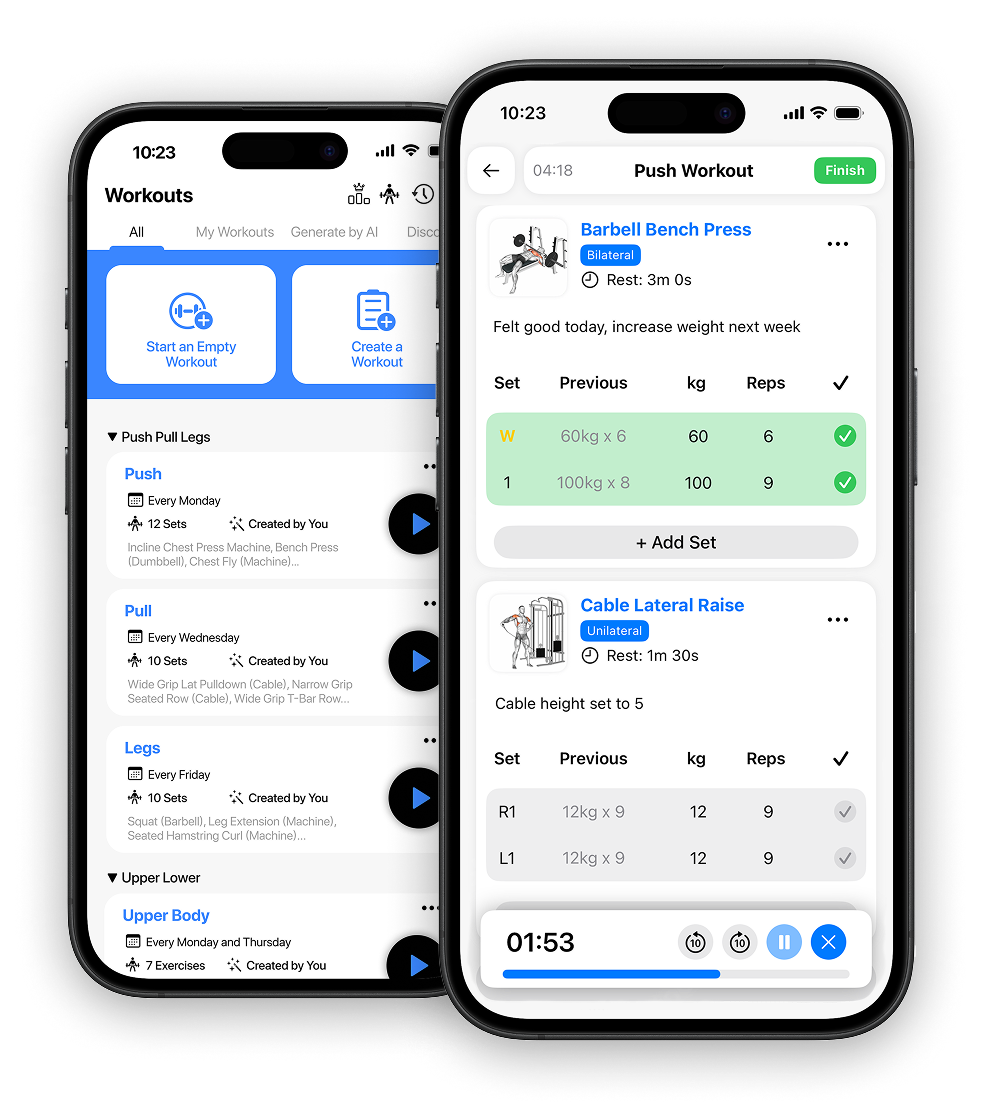 10:23
Workouts
All My Workouts Generate by AI Disco
Start an Empty
Workout
Create a
Workout
▼ Push Pull Legs
Push
Every Monday
12 Sets Created by You
Incline Chest Press Machine, Bench Press
(Dumbbell), Chest Fly (Machine)...
Pull
Every Wednesday
10 Sets Created by You
Wide Grip Lat Pulldown (Cable), Narrow Grip
Seated Row (Cable), Wide Grip T-Bar Row...
Legs
Every Friday
10 Sets Created by You
Squat (Barbell), Leg Extension (Machine),
Seated Hamstring Curl (Machine)...
▼ Upper Lower
Upper Body
Every Monday and Thursday
7 Exercises Created by You
10:23
04:18 Push Workout Finish
Barbell Bench Press
Bilateral
Rest: 3m 0s
Felt good today, increase weight next week
Set Previous kg Reps ✓
W 60kg x 6 60 6
1 100kg x 8 100 9
+ Add Set
Cable Lateral Raise
Unilateral
Rest: 1m 30s
Cable height set to 5
Set Previous kg Reps ✓
R1 12kg x 9 12 9
L1 12kg x 9 12 9
01:53 10 10